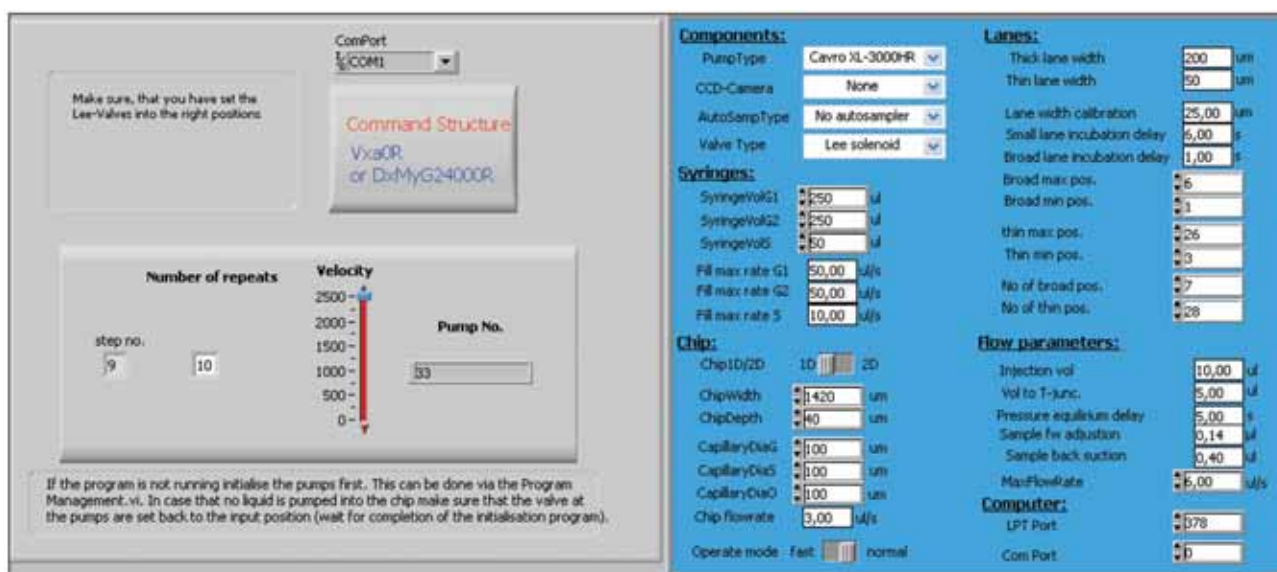 ComPort
COM1
Make sure, that you have set the
Lee-Valves into the right positions
Command Structure
Vxa0R
or DxMyG24000R
Number of repeats
Velocity
2500
2000
1500
1000
500
0
step no.
9
10
Pump No.
33
If the program is not running initialise the pumps first. This can be done via the Program
Management.vi. In case that no liquid is pumped into the chip make sure that the valve at
the pumps are set back to the input position (wait for completion of the initialisation program).
Components:
PumpType Cavro XL-3000HR
CCD-Camera None
AutoSampType No autosampler
Valve Type Lee solenoid
Syringes:
SyringeVolG1 250 ul
SyringeVolG2 250 ul
SyringeVolS 50 ul
Fill max rate G1 50,00 ul/s
Fill max rate G2 50,00 ul/s
Fill max rate S 10,00 ul/s
Chip:
Chip1D/2D 1D 2D
ChipWidth 1420 um
ChipDepth 40 um
CapillaryDiaG 100 um
CapillaryDiaS 100 um
CapillaryDiaO 100 um
Chip flowrate 3,00 ul/s
Operate mode fast normal
Lanes:
Thick lane width 200 um
Thin lane width 50 um
Lane width calibration 25,00 um
Small lane incubation delay 6,00 s
Broad lane incubation delay 1,00 s
Broad max pos. 6
Broad min pos. 1
thin max pos. 26
Thin min pos. 3
No of broad pos. 7
No of thin pos. 28
Flow parameters:
Injection vol 10,00 ul
Vol to T-junc. 5,00 ul
Pressure equilirium delay 5,00 s
Sample fw adjustion 0,14 µl
Sample back suction 0,40 ul
MaxFlowRate 6,00 ul/s
Computer:
LPT Port 378
Com Port 0